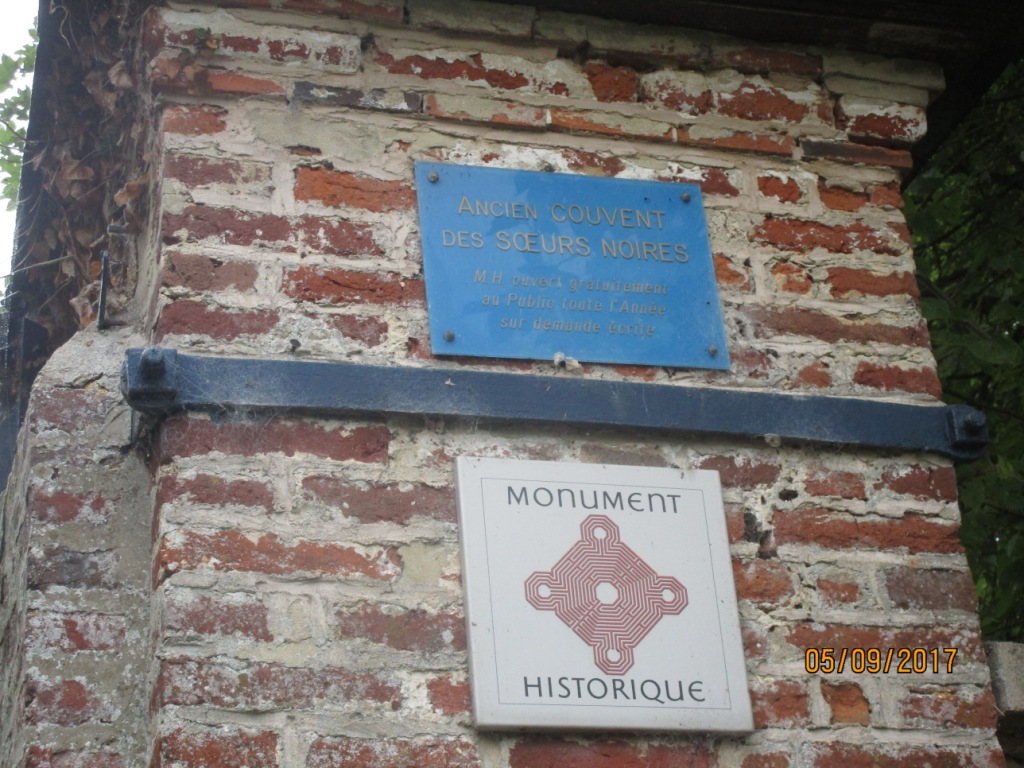 ANCIEN COUVENT
DES SŒURS NOIRES
M.H. ouvert gratuitement
au Public toute l'Année
sur demande écrite
MONUMENT
HISTORIQUE
05/09/2017